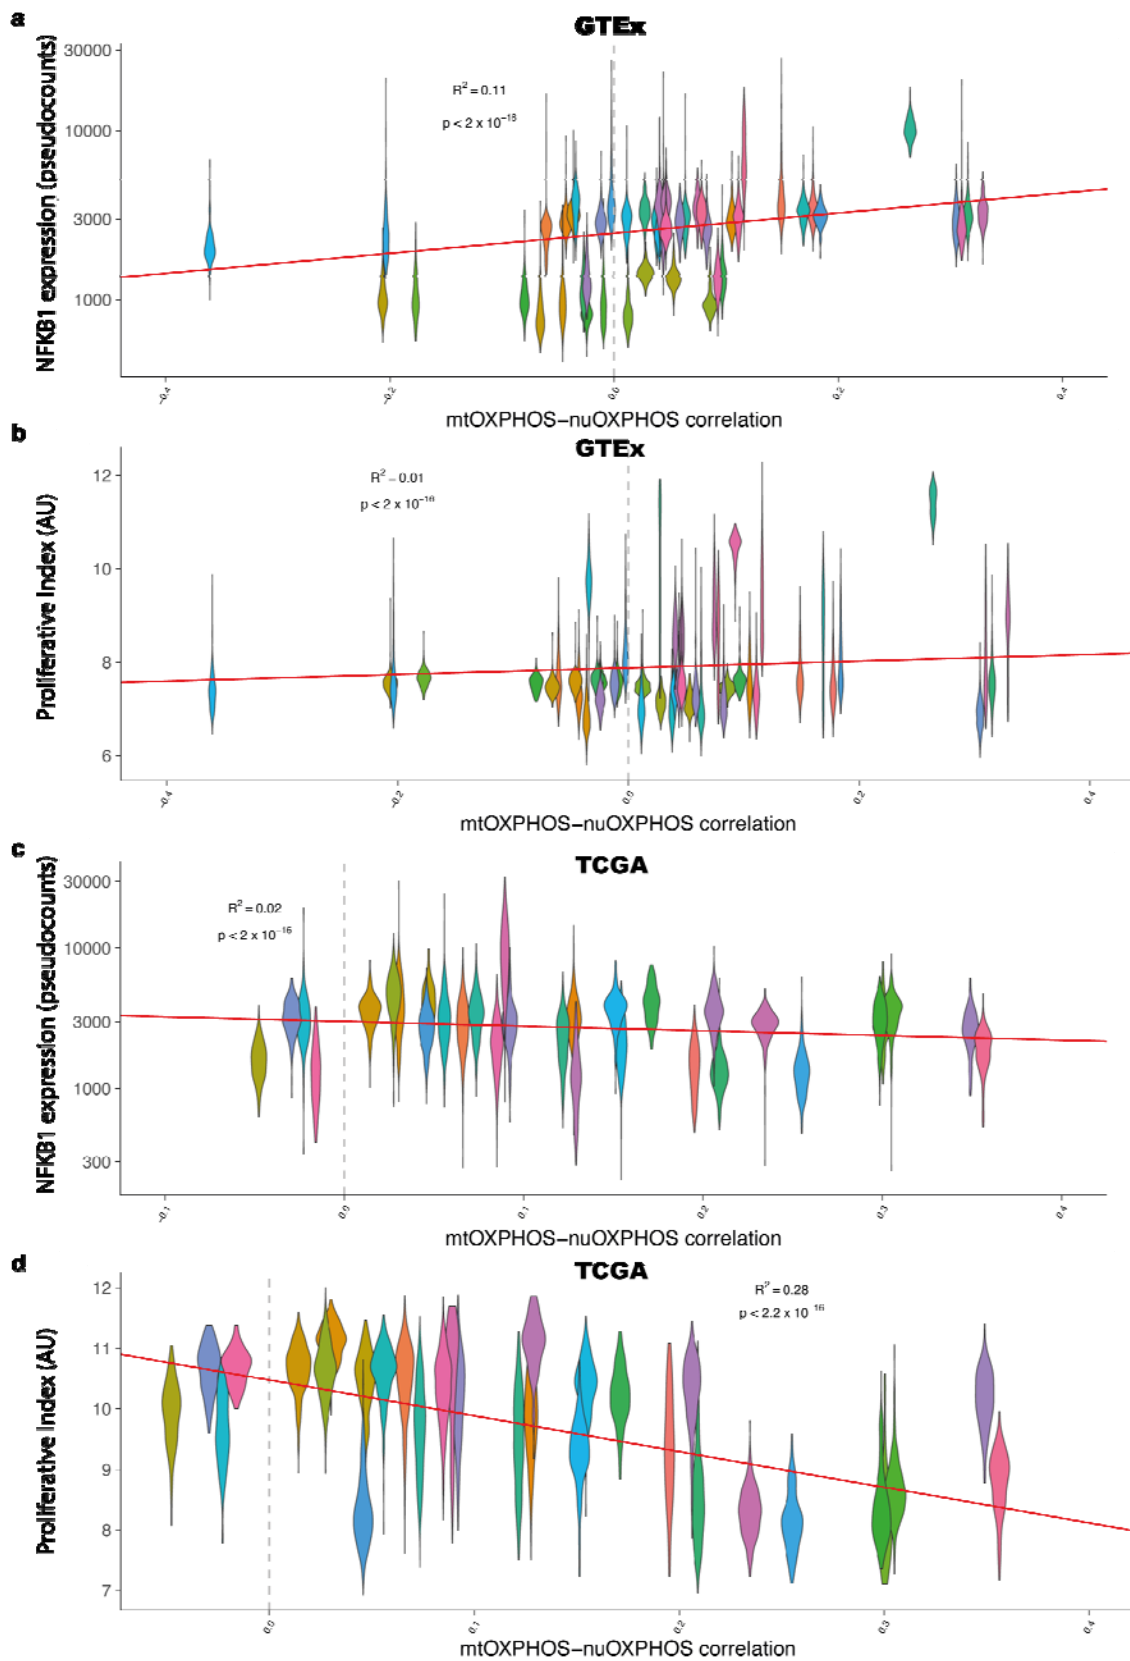 a
GTEx
NFKB1 expression (pseudocounts)
30000
10000
3000
1000
R² = 0.11
p < 2 x 10⁻¹⁶
−0.4
−0.2
0.0
0.2
0.4
mtOXPHOS−nuOXPHOS correlation
b
GTEx
Proliferative Index (AU)
12
10
8
6
R² − 0.01
p < 2 x 10⁻¹⁶
−0.4
−0.2
0.0
0.2
0.4
mtOXPHOS−nuOXPHOS correlation
c
TCGA
NFKB1 expression (pseudocounts)
30000
10000
3000
1000
300
R² = 0.02
p < 2 x 10⁻¹⁶
−0.1
0.0
0.1
0.2
0.3
0.4
mtOXPHOS−nuOXPHOS correlation
d
TCGA
Proliferative Index (AU)
12
11
10
9
8
7
R² = 0.28
p < 2.2 x 10⁻¹⁶
0.0
0.1
0.2
0.3
0.4
mtOXPHOS−nuOXPHOS correlation